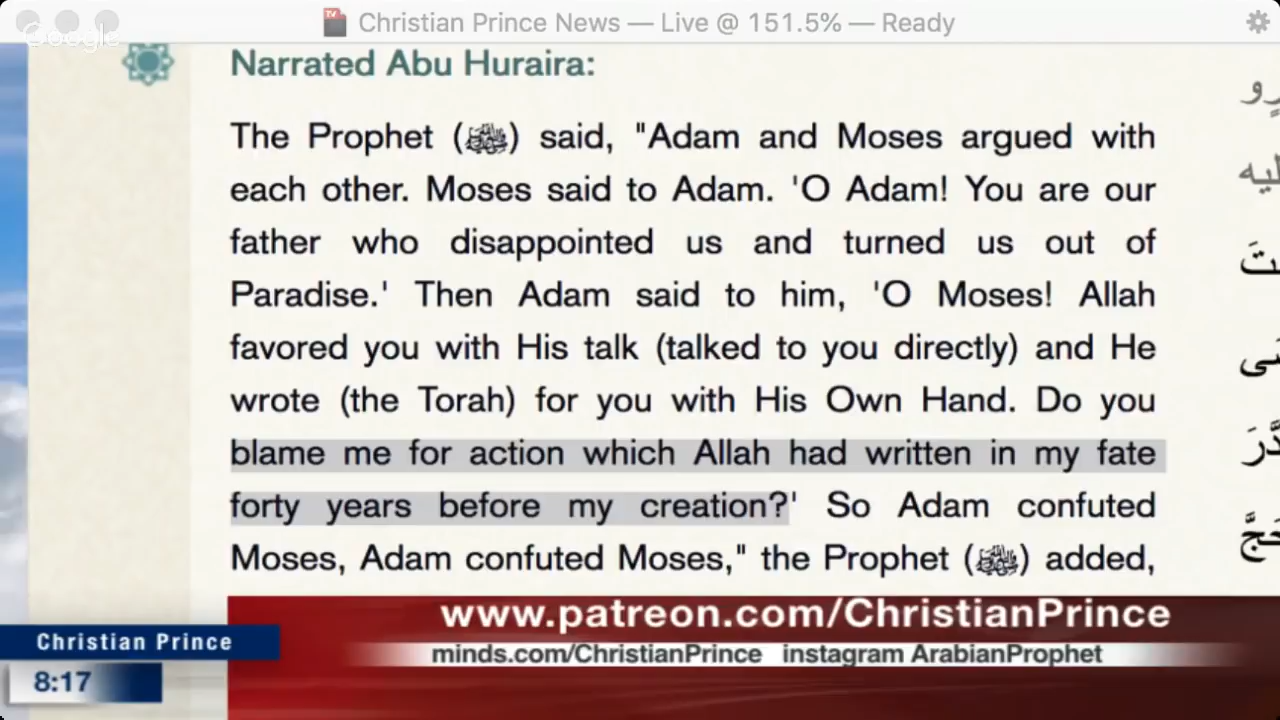 Christian Prince News — Live @ 151.5% — Ready
Google
Narrated Abu Huraira:
The Prophet (ﷺ) said, "Adam and Moses argued with
each other. Moses said to Adam. 'O Adam! You are our
father who disappointed us and turned us out of
Paradise.' Then Adam said to him, 'O Moses! Allah
favored you with His talk (talked to you directly) and He
wrote (the Torah) for you with His Own Hand. Do you
blame me for action which Allah had written in my fate
forty years before my creation?' So Adam confuted
Moses, Adam confuted Moses," the Prophet (ﷺ) added,
www.patreon.com/ChristianPrince
Christian Prince
minds.com/ChristianPrince instagram ArabianProphet
8:17